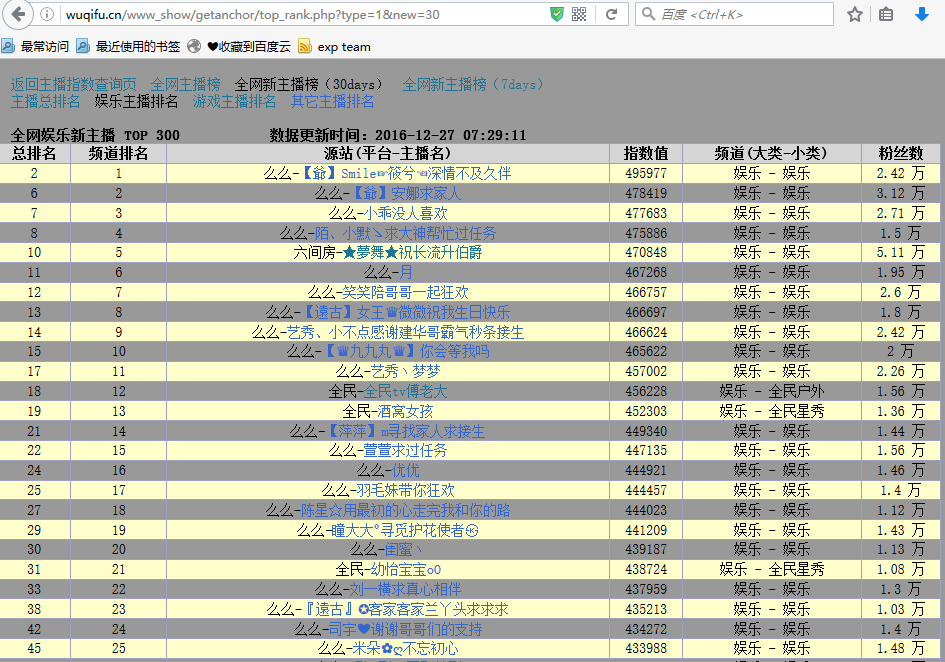 wuqifu.cn/www_show/getanchor/top_rank.php?type=1&new=30 百度 <Ctrl+K>
最常访问 最近使用的书签 ♥收藏到百度云 exp team
返回主播指数查询页 全网主播榜 全网新主播榜（30days） 全网新主播榜（7days）
主播总排名 娱乐主播排名 游戏主播排名 其它主播排名
全网娱乐新主播 TOP 300 数据更新时间：2016-12-27 07:29:11
总排名 频道排名 源站(平台-主播名) 指数值 频道(大类-小类) 粉丝数
2 1 么么-【爺】Smile☞筱兮☜深情不及久伴 495977 娱乐 - 娱乐 2.42 万
6 2 么么-【爺】安娜求家人 478419 娱乐 - 娱乐 3.12 万
7 3 么么-小乖没人喜欢 477683 娱乐 - 娱乐 2.71 万
8 4 么么-陌、小默↘求大神帮忙过任务 475886 娱乐 - 娱乐 1.5 万
10 5 六间房-★夢舞★祝长流升伯爵 470848 娱乐 - 娱乐 5.11 万
11 6 么么-月 467268 娱乐 - 娱乐 1.95 万
12 7 么么-笑笑陪哥哥一起狂欢 466757 娱乐 - 娱乐 2.6 万
13 8 么么-【遠古】女王♛微微祝我生日快乐 466697 娱乐 - 娱乐 1.8 万
14 9 么么-艺秀、小不点感谢建华哥霸气秒条接生 466624 娱乐 - 娱乐 2.42 万
15 10 么么-【♛九九丸♛】你会等我吗 465622 娱乐 - 娱乐 2 万
17 11 么么-艺秀丶梦梦 457002 娱乐 - 娱乐 2.26 万
18 12 全民-全民tv傅老大 456228 娱乐 - 全民户外 1.56 万
19 13 全民-酒窝女孩 452303 娱乐 - 全民星秀 1.36 万
21 14 么么-【萍萍】m寻找家人求接生 449340 娱乐 - 娱乐 1.44 万
22 15 么么-萱萱求过任务 447135 娱乐 - 娱乐 1.56 万
24 16 么么-优优 444921 娱乐 - 娱乐 1.46 万
25 17 么么-羽毛妹带你狂欢 444457 娱乐 - 娱乐 1.4 万
27 18 么么-陈星☆用最初的心走完我和你的路 444023 娱乐 - 娱乐 1.12 万
29 19 么么-瞳大大°寻觅护花使者㉿ 441209 娱乐 - 娱乐 1.43 万
30 20 么么-闺蜜丶 439187 娱乐 - 娱乐 1.13 万
31 21 全民-幼怡宝宝oO 438724 娱乐 - 全民星秀 1.08 万
33 22 么么-刘一横求真心相伴 437959 娱乐 - 娱乐 1.3 万
38 23 么么-『遠古』✪客家客家兰丫头求求求 435213 娱乐 - 娱乐 1.03 万
42 24 么么-司宇♥谢谢哥哥们的支持 434272 娱乐 - 娱乐 1.4 万
45 25 么么-米朵✿ღ不忘初心 433988 娱乐 - 娱乐 1.48 万